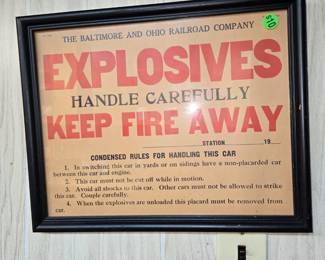 THE BALTIMORE AND OHIO RAILROAD COMPANY
EXPLOSIVES
HANDLE CAREFULLY
KEEP FIRE AWAY
STATION 19
CONDENSED RULES FOR HANDLING THIS CAR
1. In switching this car in yards or on sidings have a non-placarded car
between this car and engine.
2. This car must not be cut off while in motion.
3. Avoid all shocks to this car. Other cars must not be allowed to strike
this car. Couple carefully.
4. When the explosives are unloaded this placard must be removed from
car.